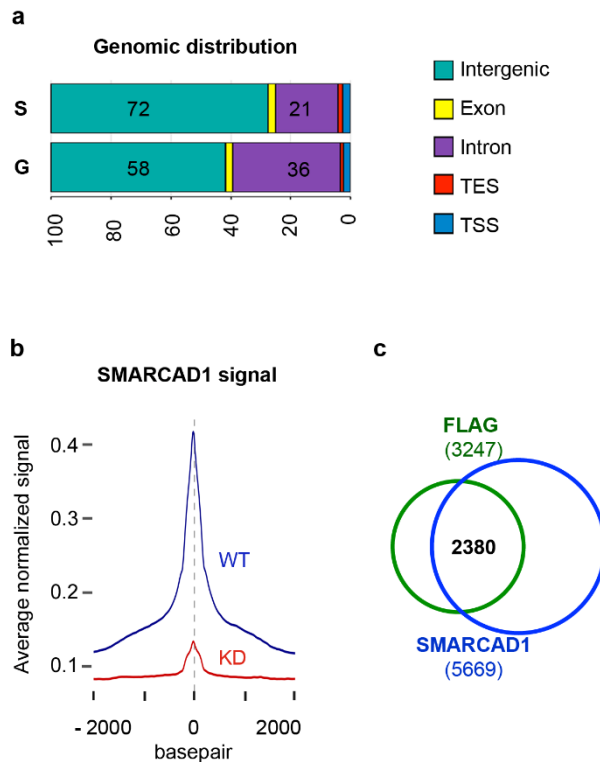 a
Genomic distribution
S
72
21
G
58
36
100
80
60
40
20
0
Intergenic
Exon
Intron
TES
TSS
b
SMARCAD1 signal
Average normalized signal
0.4
0.3
0.2
0.1
WT
KD
- 2000
0
2000
basepair
c
FLAG
(3247)
2380
SMARCAD1
(5669)